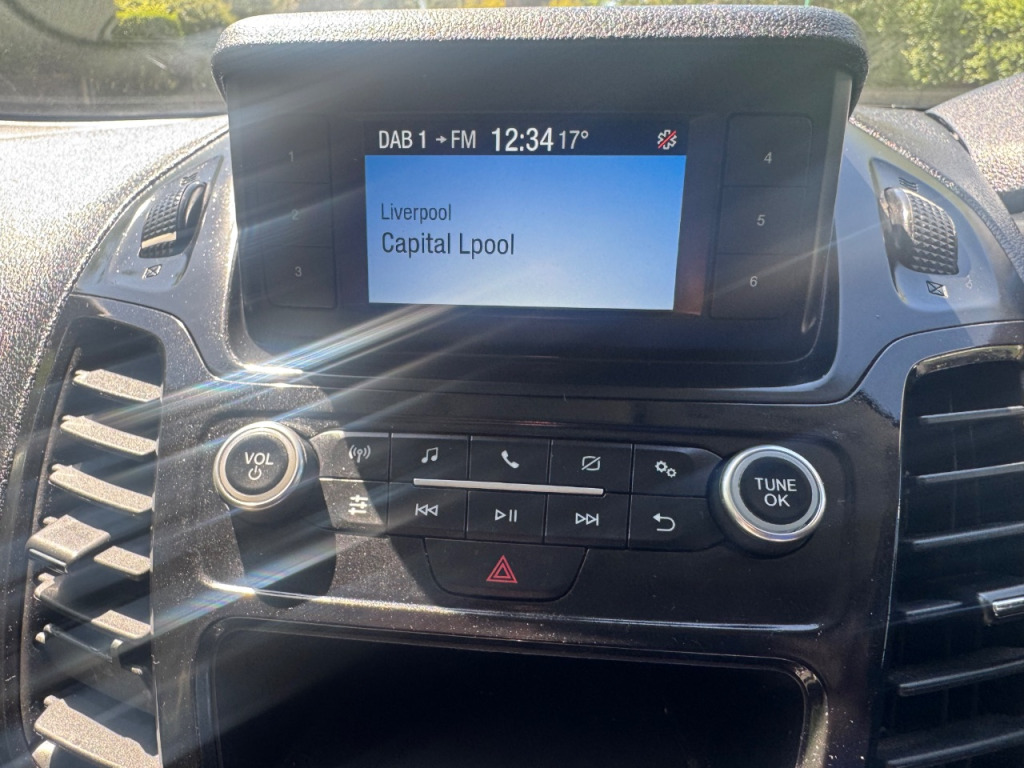 DAB 1 → FM 12:34 17°
Liverpool
Capital Lpool
1
2
3
4
5
6
VOL
TUNE
OK